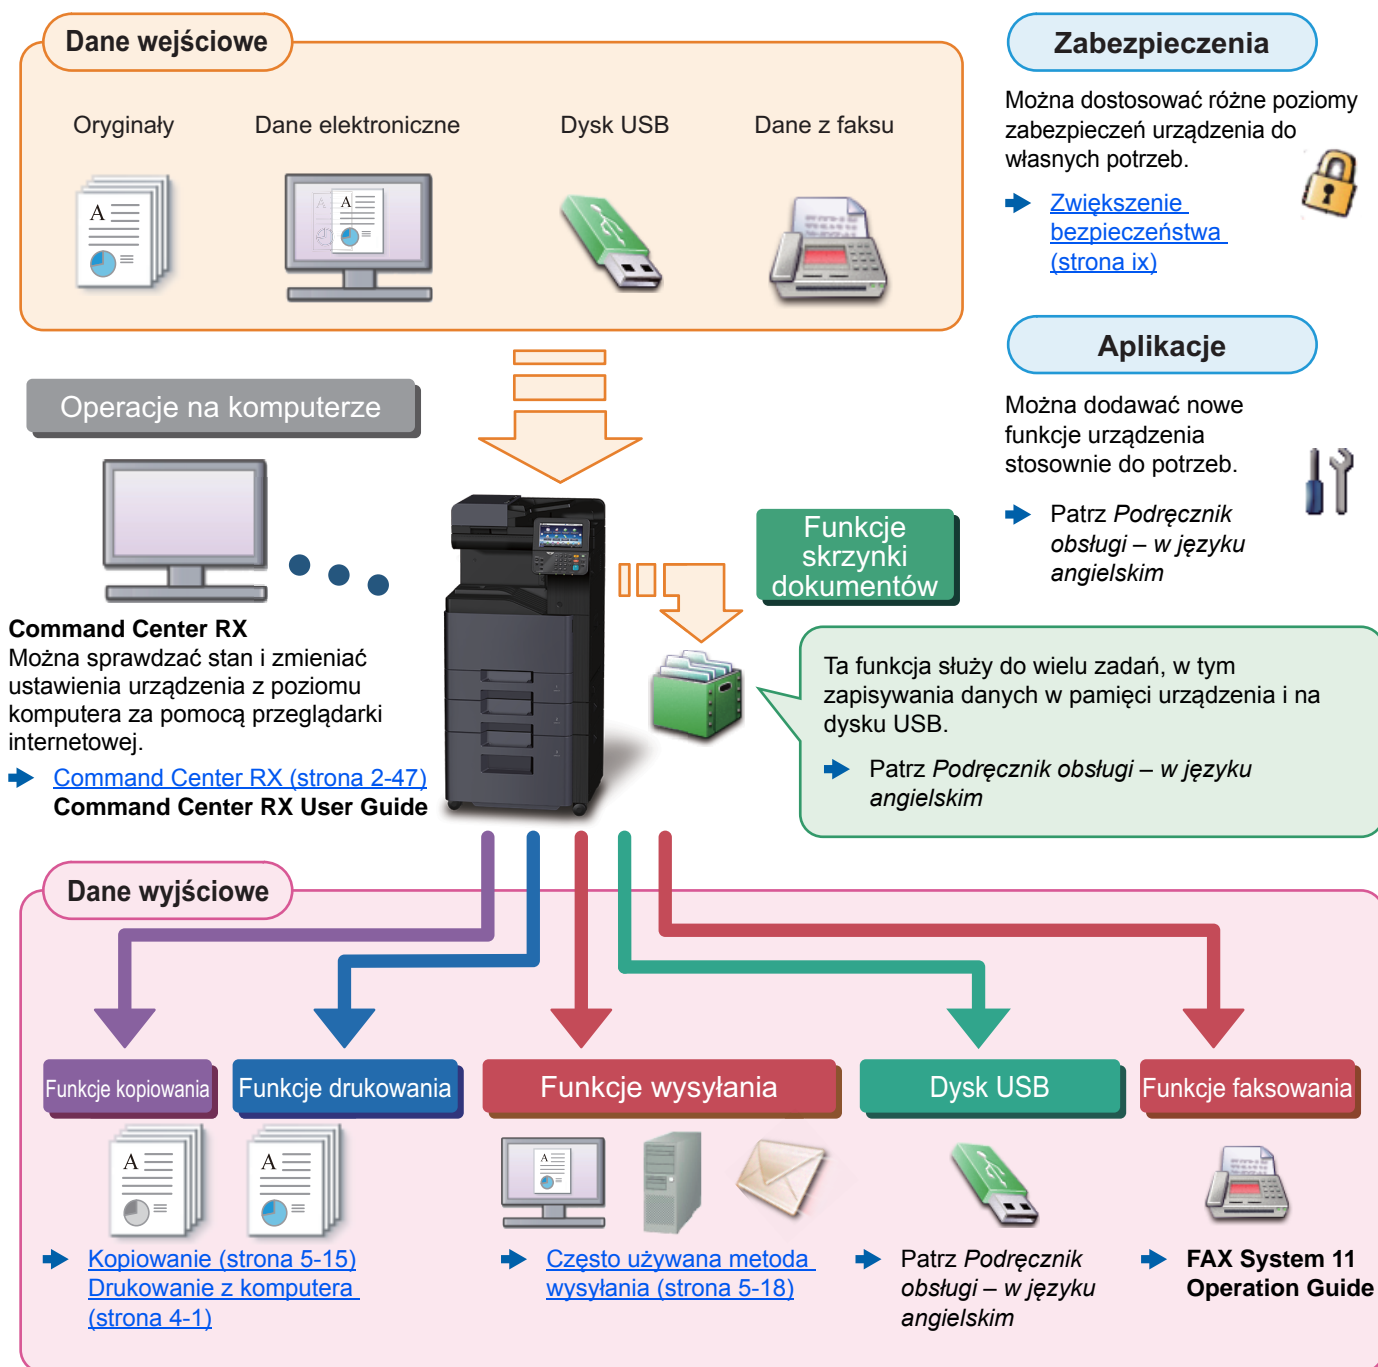 Dane wejściowe
Oryginały
Dane elektroniczne
Dysk USB
Dane z faksu
Zabezpieczenia
Można dostosować różne poziomy
zabezpieczeń urządzenia do
własnych potrzeb.
Zwiększenie
bezpieczeństwa
(strona ix)
Aplikacje
Można dodawać nowe
funkcje urządzenia
stosownie do potrzeb.
Patrz Podręcznik
obsługi – w języku
angielskim
Operacje na komputerze
Command Center RX
Można sprawdzać stan i zmieniać
ustawienia urządzenia z poziomu
komputera za pomocą przeglądarki
internetowej.
Command Center RX (strona 2-47)
Command Center RX User Guide
Funkcje
skrzynki
dokumentów
Ta funkcja służy do wielu zadań, w tym
zapisywania danych w pamięci urządzenia i na
dysku USB.
Patrz Podręcznik obsługi – w języku
angielskim
Dane wyjściowe
Funkcje kopiowania
Funkcje drukowania
Funkcje wysyłania
Dysk USB
Funkcje faksowania
A
A
A
Kopiowanie (strona 5-15)
Drukowanie z komputera
(strona 4-1)
Często używana metoda
wysyłania (strona 5-18)
Patrz Podręcznik
obsługi – w języku
angielskim
FAX System 11
Operation Guide